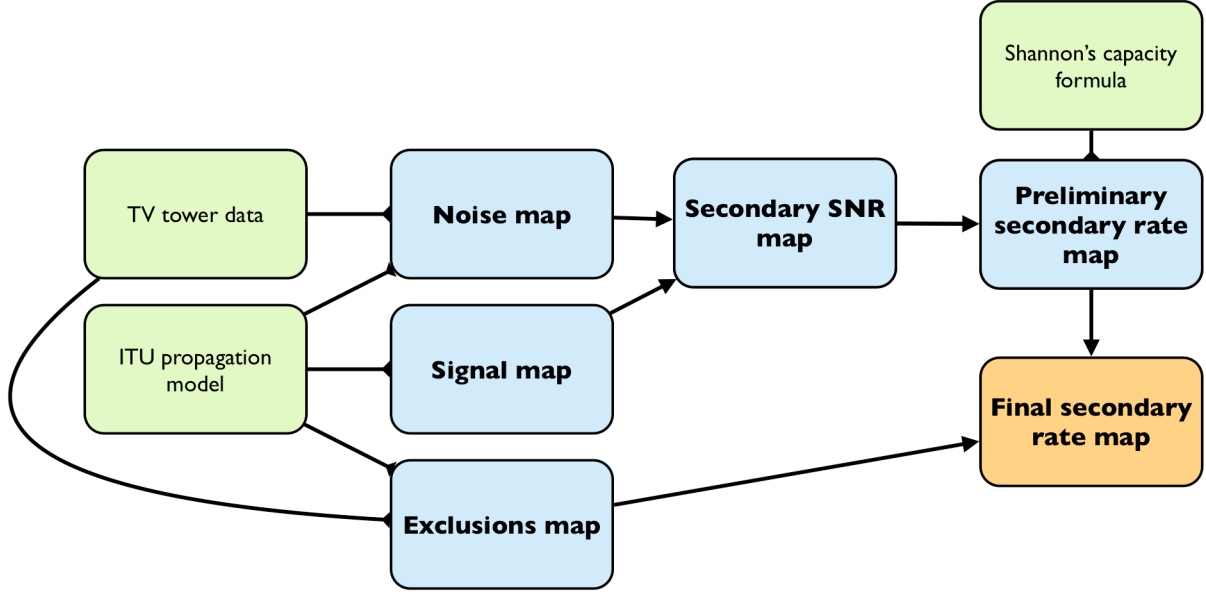 Shannon's capacity
formula
TV tower data
Noise map
Secondary SNR
map
Preliminary
secondary rate
map
ITU propagation
model
Signal map
Final secondary
rate map
Exclusions map